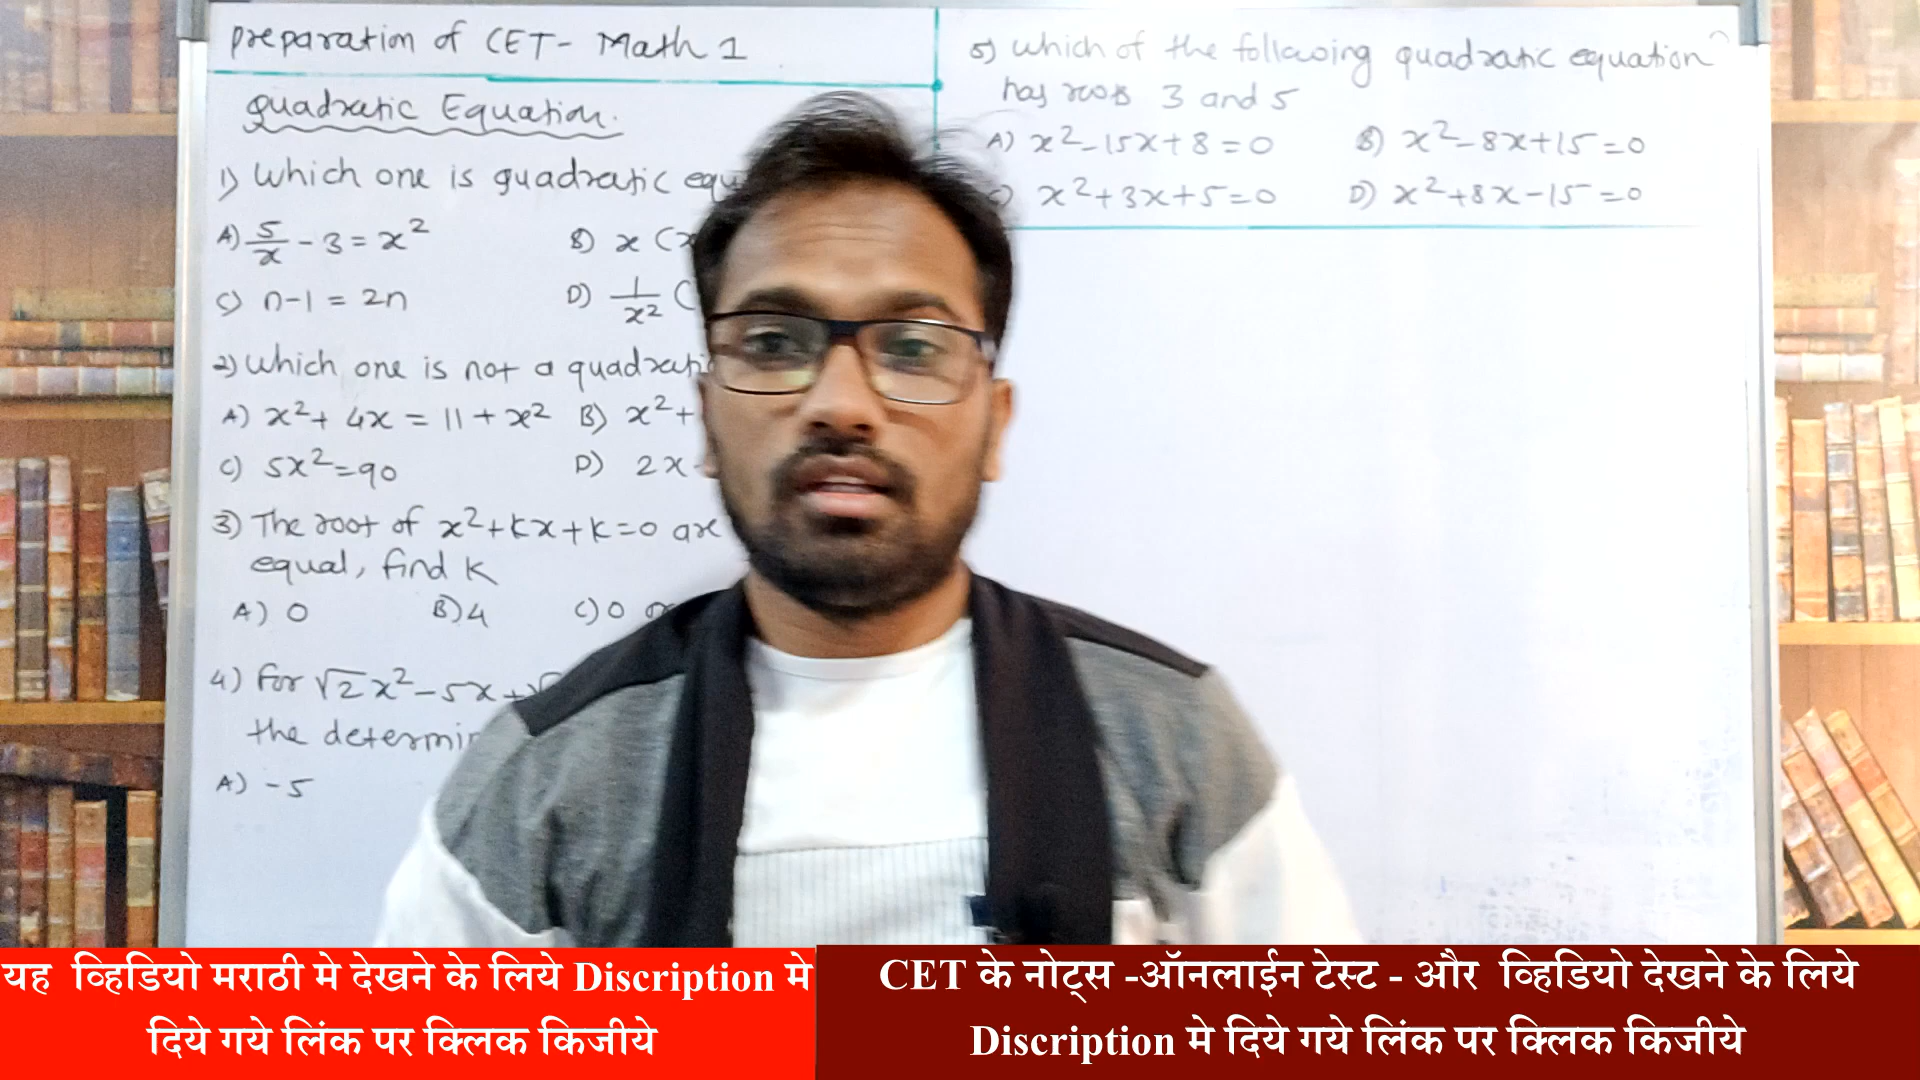 preparation of CET - Math 1
quadratic Equation.
1) Which one is quadratic
A) 5/x - 3 = x²
B) x (
C) n-1 = 2n
D) 1/x² (
2) Which one is not a
A) x² + 4x = 11 + x² B) x² +
C) 5x² = 90
D) 2x
3) The root of x² + kx + k = 0 are
equal, find k
A) 0 B) 4 C) 0
4) For √2 x² - 5x +
the
A) -5
5) Which of the following quadratic equation
has roots 3 and 5
A) x² - 15x + 8 = 0 B) x² - 8x + 15 = 0
C) x² + 3x + 5 = 0 D) x² + 8x - 15 = 0
यह व्हिडियो मराठी मे देखने के लिये Discription मे
दिये गये लिंक पर क्लिक किजीये
CET के नोट्स -ऑनलाईन टेस्ट - और व्हिडियो देखने के लिये
Discription मे दिये गये लिंक पर क्लिक किजीये